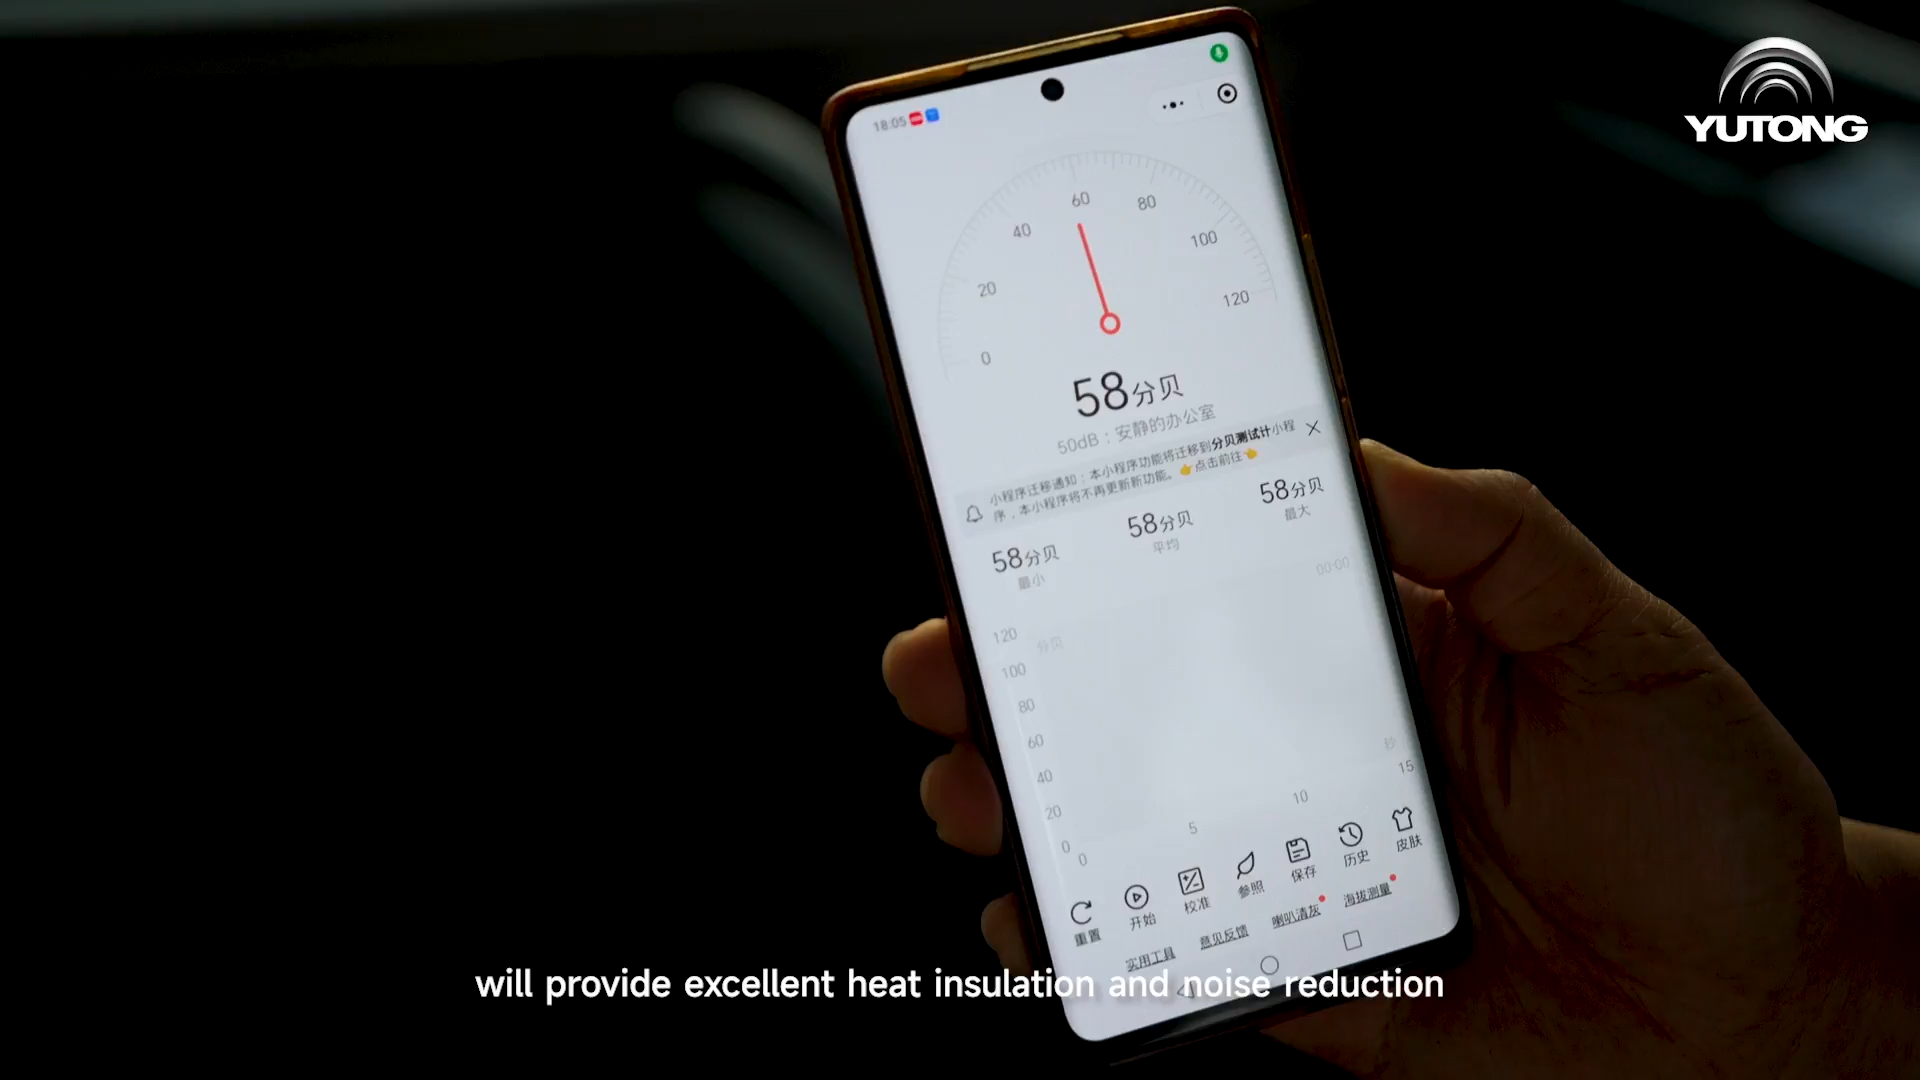 YUTONG
18:05
60
80
40
100
20
120
0
58分贝
50dB：安静的办公室
小程序迁移通知：本小程序功能将迁移到分贝测试计小程
序，本小程序将不再更新新功能。👉点击前往👈
58分贝
最小
58分贝
平均
58分贝
最大
00:00
120
分贝
100
80
60
40
20
0
0
5
10
15
秒
重置
开始
校准
参照
保存
历史
皮肤
实用工具
意见反馈
喇叭清灰
海拔测量
will provide excellent heat insulation and noise reduction